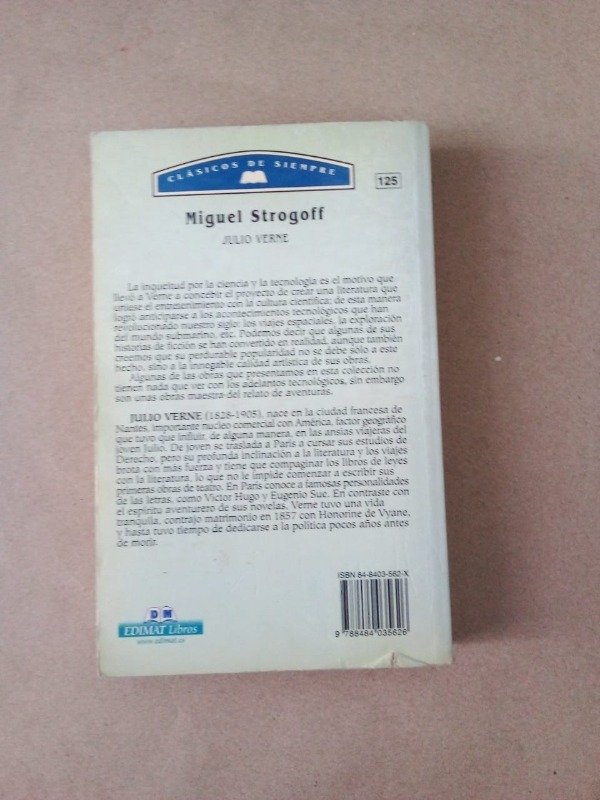 CLÁSICOS DE SIEMPRE
125
Miguel Strogoff
JULIO VERNE
La inquietud por la ciencia y la tecnología es el motivo que
llevó a Verne a concebir el proyecto de crear una literatura que
uniese el entretenimiento con la cultura científica; de esta manera
logró anticiparse a los acontecimientos tecnológicos que han
revolucionado nuestro siglo: los viajes espaciales, la exploración
del mundo submarino, etc. Podemos decir que algunas de sus
historias de ficción se han convertido en realidad, aunque también
creemos que su perdurable popularidad no se debe sólo a este
hecho, sino a la innegable calidad artística de sus obras.
Algunas de las obras que presentamos en esta colección no
tienen nada que ver con los adelantos tecnológicos, sin embargo
son unas obras maestra del relato de aventuras.
JULIO VERNE (1828-1905), nace en la ciudad francesa de
Nantes, importante núcleo comercial con América, factor geográfico
que tuvo que influir, de alguna manera, en las ansias viajeras del
joven Julio. De joven se traslada a París a cursar sus estudios de
Derecho, pero su profunda inclinación a la literatura y los viajes
brota con más fuerza y tiene que compaginar los libros de leyes
con la literatura, lo que no le impide comenzar a escribir sus
primeras obras de teatro. En París conoce a famosas personalidades
de las letras, como Víctor Hugo y Eugenio Sue. En contraste con
el espíritu aventurero de sus novelas, Verne tuvo una vida
tranquila, contrajo matrimonio en 1857 con Honorine de Vyane,
y hasta tuvo tiempo de dedicarse a la política pocos años antes
de morir.
ISBN 84-8403-562-X
9 788484 035626
D M
EDIMAT Libros
www.edimat.es